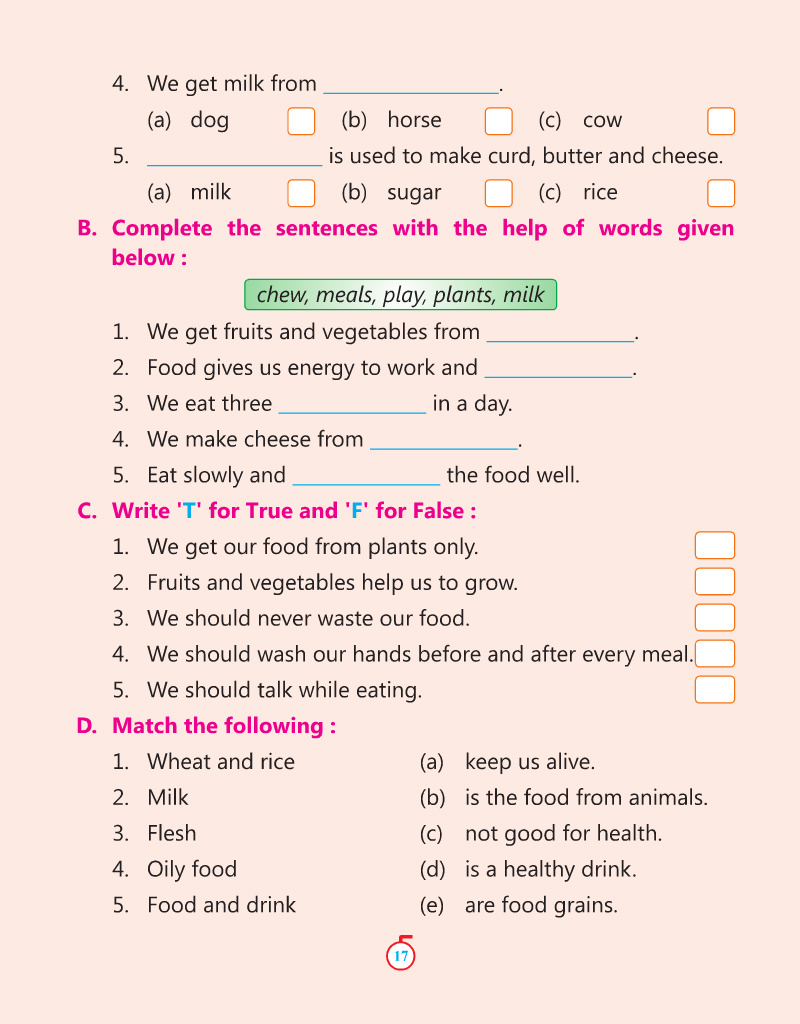 4. We get milk from ____________.
(a) dog (b) horse (c) cow
5. ____________ is used to make curd, butter and cheese.
(a) milk (b) sugar (c) rice
B. Complete the sentences with the help of words given
below :
chew, meals, play, plants, milk
1. We get fruits and vegetables from ____________.
2. Food gives us energy to work and ____________.
3. We eat three ____________ in a day.
4. We make cheese from ____________.
5. Eat slowly and ____________ the food well.
C. Write 'T' for True and 'F' for False :
1. We get our food from plants only.
2. Fruits and vegetables help us to grow.
3. We should never waste our food.
4. We should wash our hands before and after every meal.
5. We should talk while eating.
D. Match the following :
1. Wheat and rice (a) keep us alive.
2. Milk (b) is the food from animals.
3. Flesh (c) not good for health.
4. Oily food (d) is a healthy drink.
5. Food and drink (e) are food grains.
17